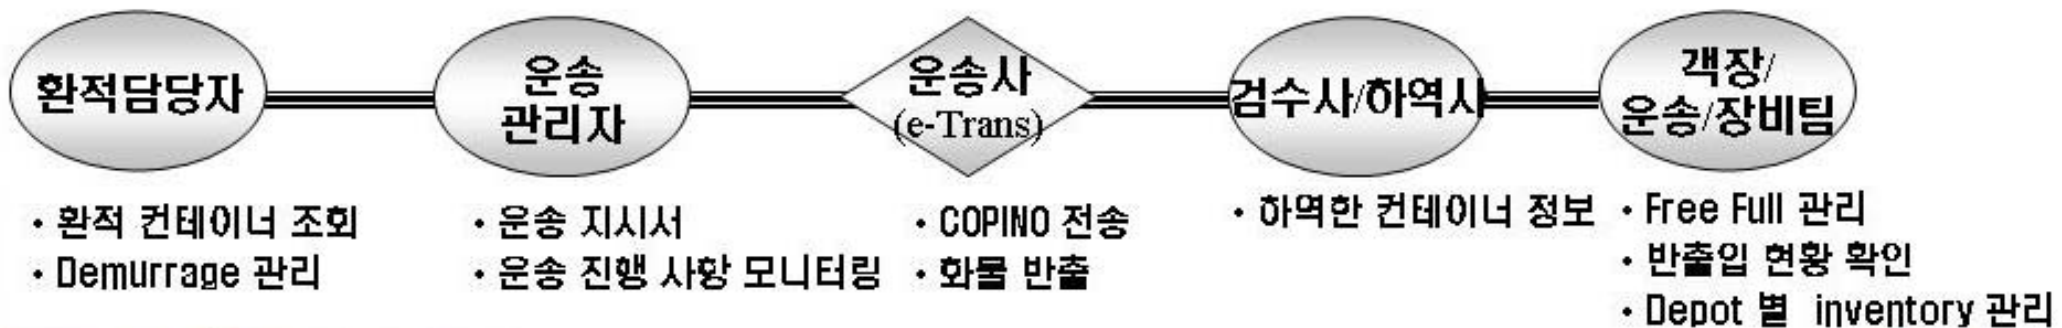 환적담당자
운송
관리자
운송사
(e-Trans)
검수사/하역사
객장/
운송/장비팀
• 환적 컨테이너 조회
• Demurrage 관리
• 운송 지시서
• 운송 진행 사항 모니터링
• COPINO 전송
• 화물 반출
• 하역한 컨테이너 정보
• Free Full 관리
• 반출입 현황 확인
• Depot 별 inventory 관리